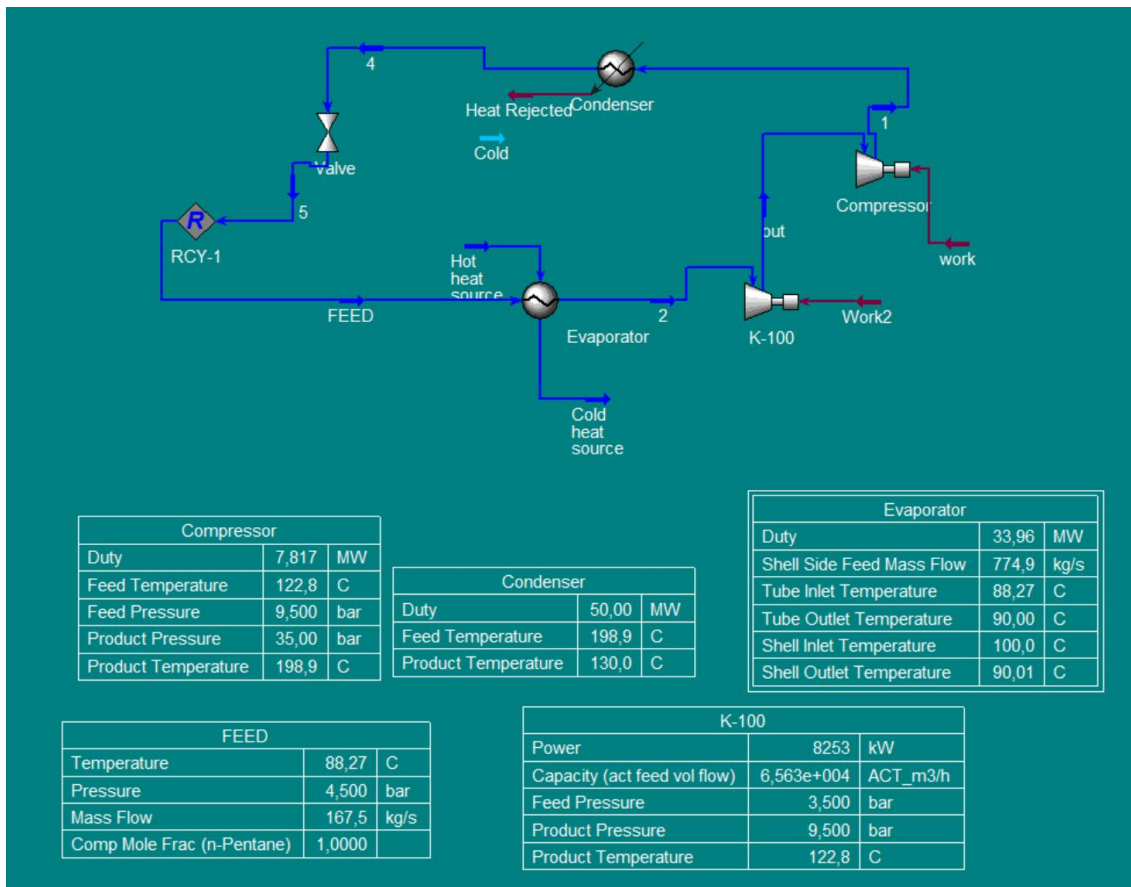 4
Condenser
Heat Rejected
Cold
1
Valve
Compressor
5
R
RCY-1
out
work
Hot
heat
source
FEED
2
Work2
Evaporator
K-100
Cold
heat
source
Compressor
Duty 7,817 MW
Feed Temperature 122,8 C
Feed Pressure 9,500 bar
Product Pressure 35,00 bar
Product Temperature 198,9 C
Condenser
Duty 50,00 MW
Feed Temperature 198,9 C
Product Temperature 130,0 C
Evaporator
Duty 33,96 MW
Shell Side Feed Mass Flow 774,9 kg/s
Tube Inlet Temperature 88,27 C
Tube Outlet Temperature 90,00 C
Shell Inlet Temperature 100,0 C
Shell Outlet Temperature 90,01 C
FEED
Temperature 88,27 C
Pressure 4,500 bar
Mass Flow 167,5 kg/s
Comp Mole Frac (n-Pentane) 1,0000
K-100
Power 8253 kW
Capacity (act feed vol flow) 6,563e+004 ACT_m3/h
Feed Pressure 3,500 bar
Product Pressure 9,500 bar
Product Temperature 122,8 C